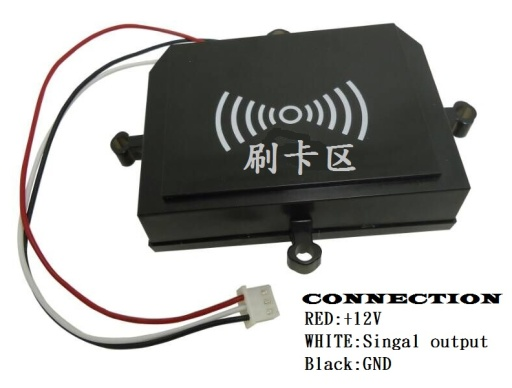 刷卡区
CONNECTION
RED:+12V
WHITE:Singal output
Black:GND